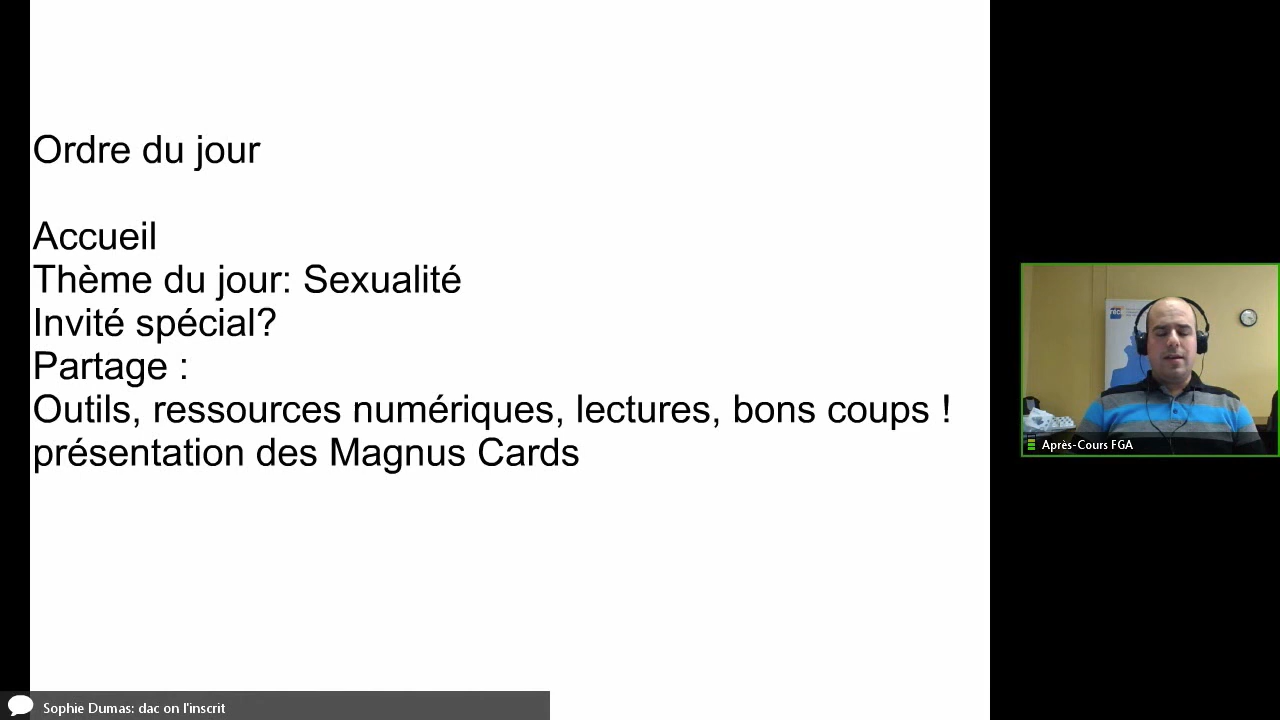 Ordre du jour
Accueil
Thème du jour: Sexualité
Invité spécial?
Partage :
Outils, ressources numériques, lectures, bons coups !
présentation des Magnus Cards
Après-Cours FGA
Sophie Dumas: dac on l'inscrit